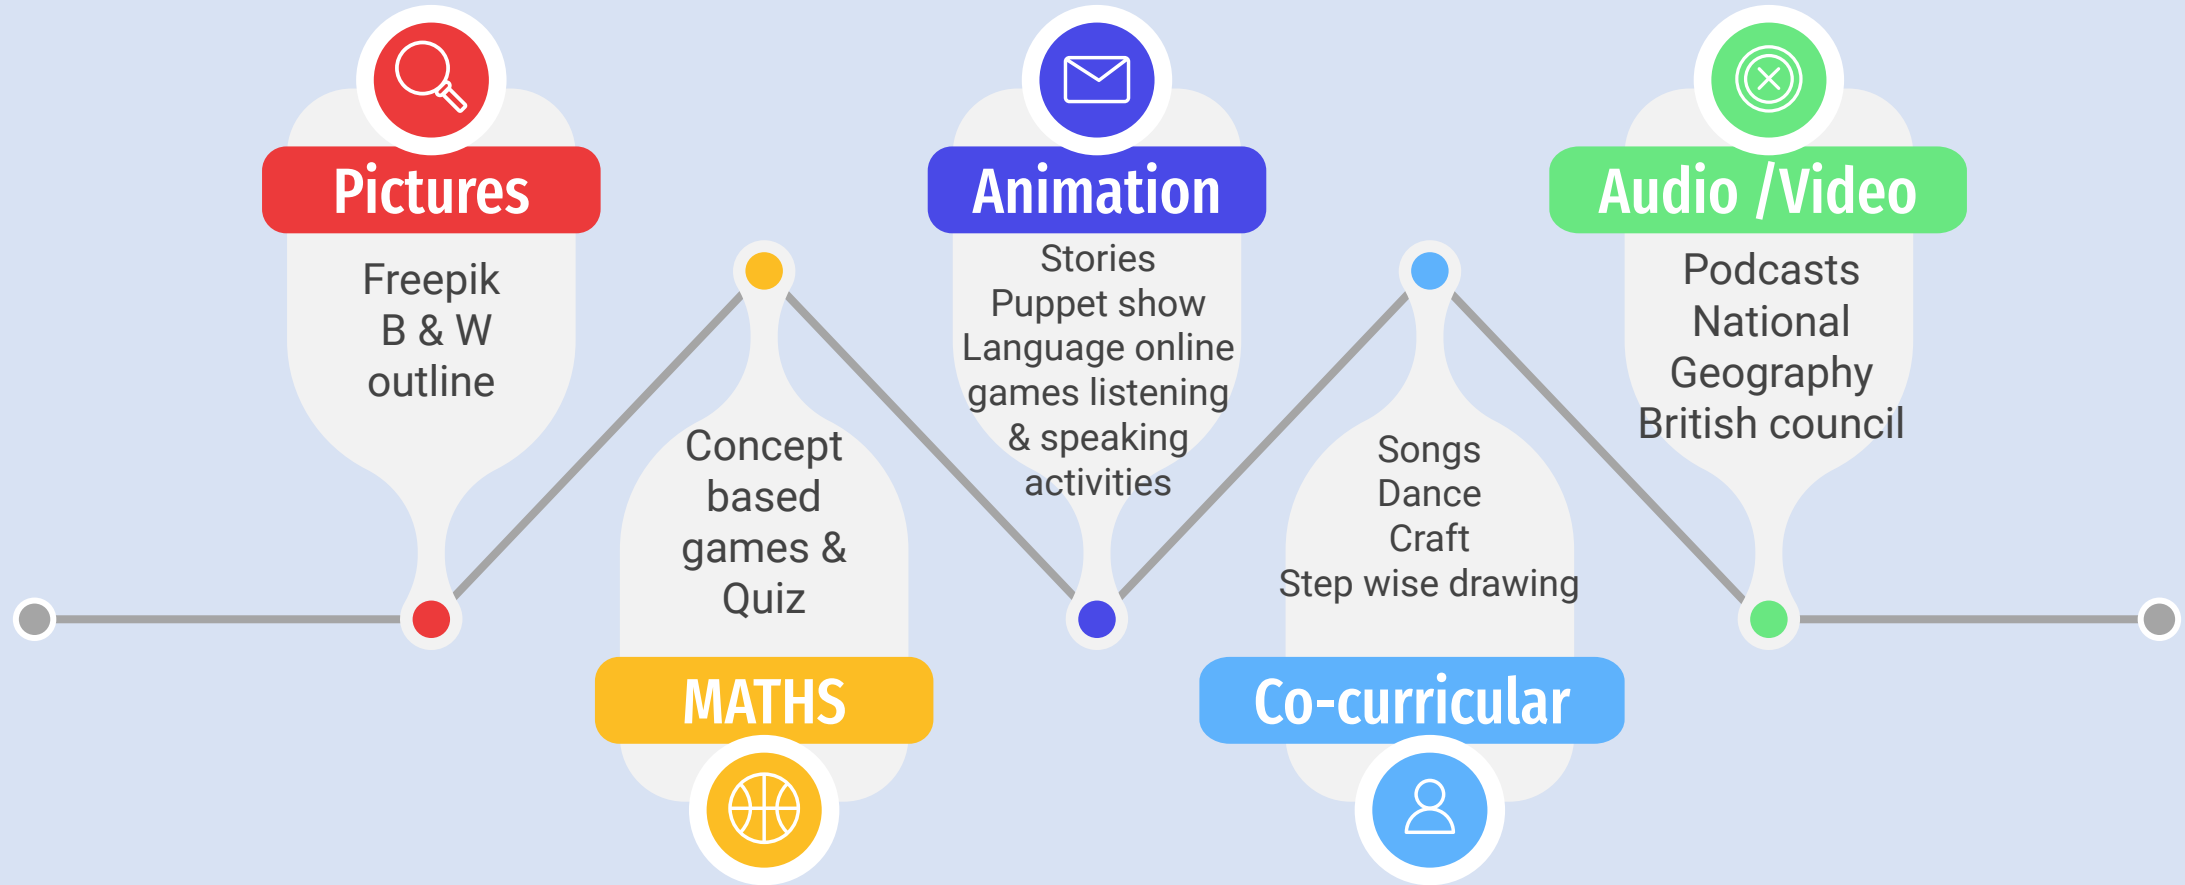 Pictures
Freepik
B & W
outline
Concept
based
games &
Quiz
MATHS
Animation
Stories
Puppet show
Language online
games listening
& speaking
activities
Songs
Dance
Craft
Step wise drawing
Co-curricular
Audio /Video
Podcasts
National
Geography
British council